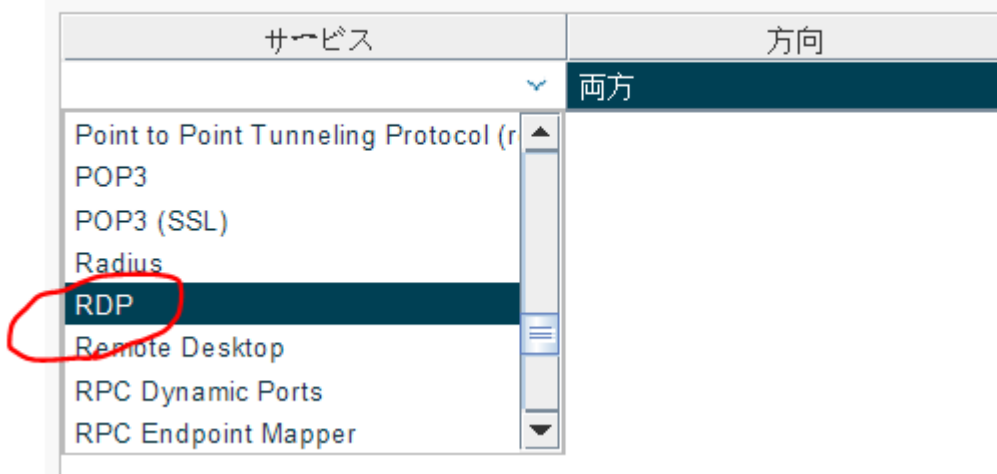 サービス 方向
両方
Point to Point Tunneling Protocol (r
POP3
POP3 (SSL)
Radius
RDP
Remote Desktop
RPC Dynamic Ports
RPC Endpoint Mapper